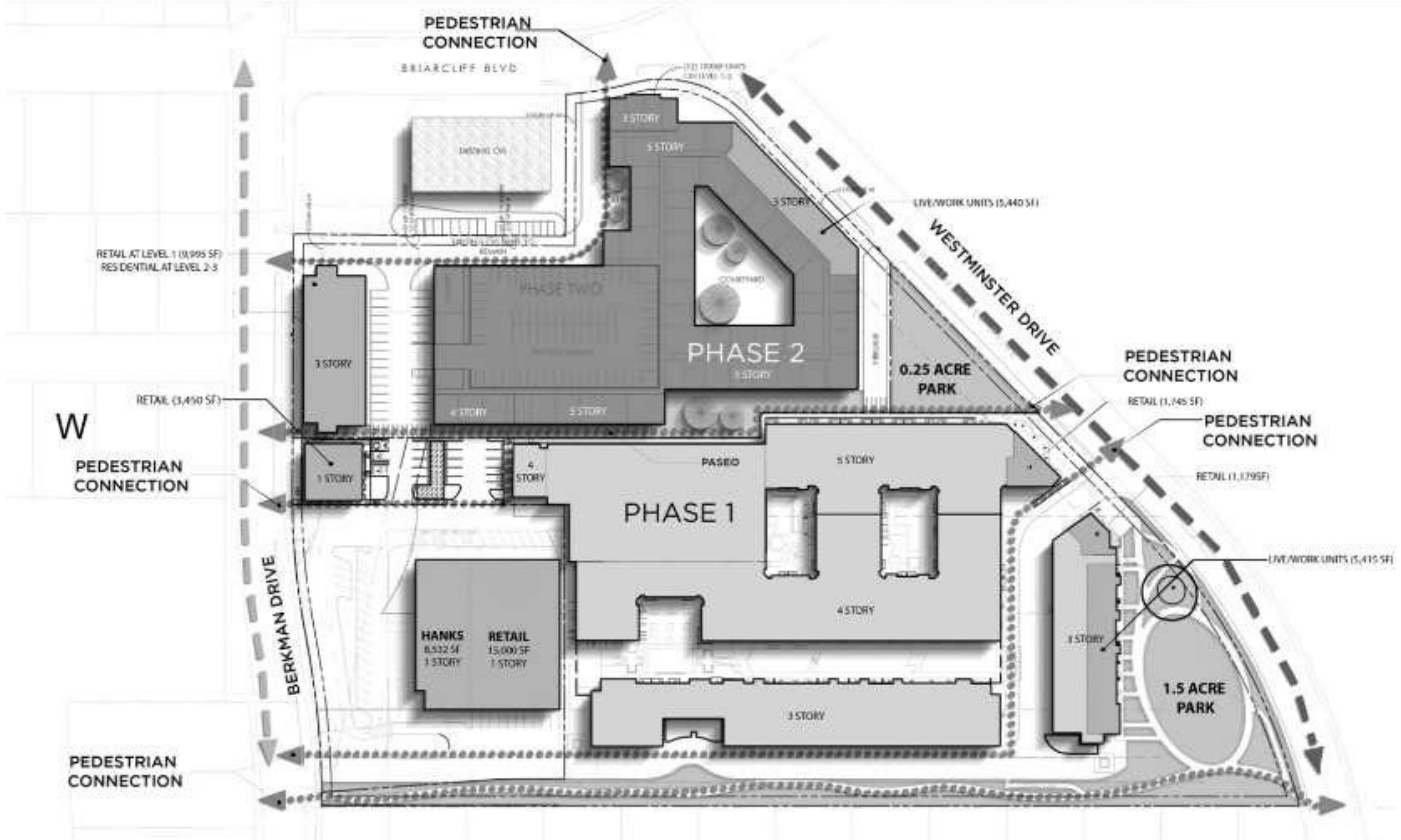 PEDESTRIAN
CONNECTION
BRIARCLIFF BLVD
3 STORY
5 STORY
3 STORY
LIVE/WORK UNITS (5,440 SF)
WESTMINSTER DRIVE
RETAIL AT LEVEL 1 (9,995 SF)
RESIDENTIAL AT LEVEL 2-3
PHASE TWO
COURTYARD
PHASE 2
3 STORY
0.25 ACRE
PARK
PEDESTRIAN
CONNECTION
RETAIL (3,450 SF)
4 STORY
RETAIL (1,745 SF)
W
PEDESTRIAN
CONNECTION
PEDESTRIAN
CONNECTION
1 STORY
4
STORY
PASEO
5 STORY
RETAIL (1,179SF)
PHASE 1
BERKMAN DRIVE
LIVE/WORK UNITS (5,415 SF)
4 STORY
HANKS
8,532 SF
1 STORY
RETAIL
15,000 SF
1 STORY
3 STORY
3 STORY
1.5 ACRE
PARK
PEDESTRIAN
CONNECTION